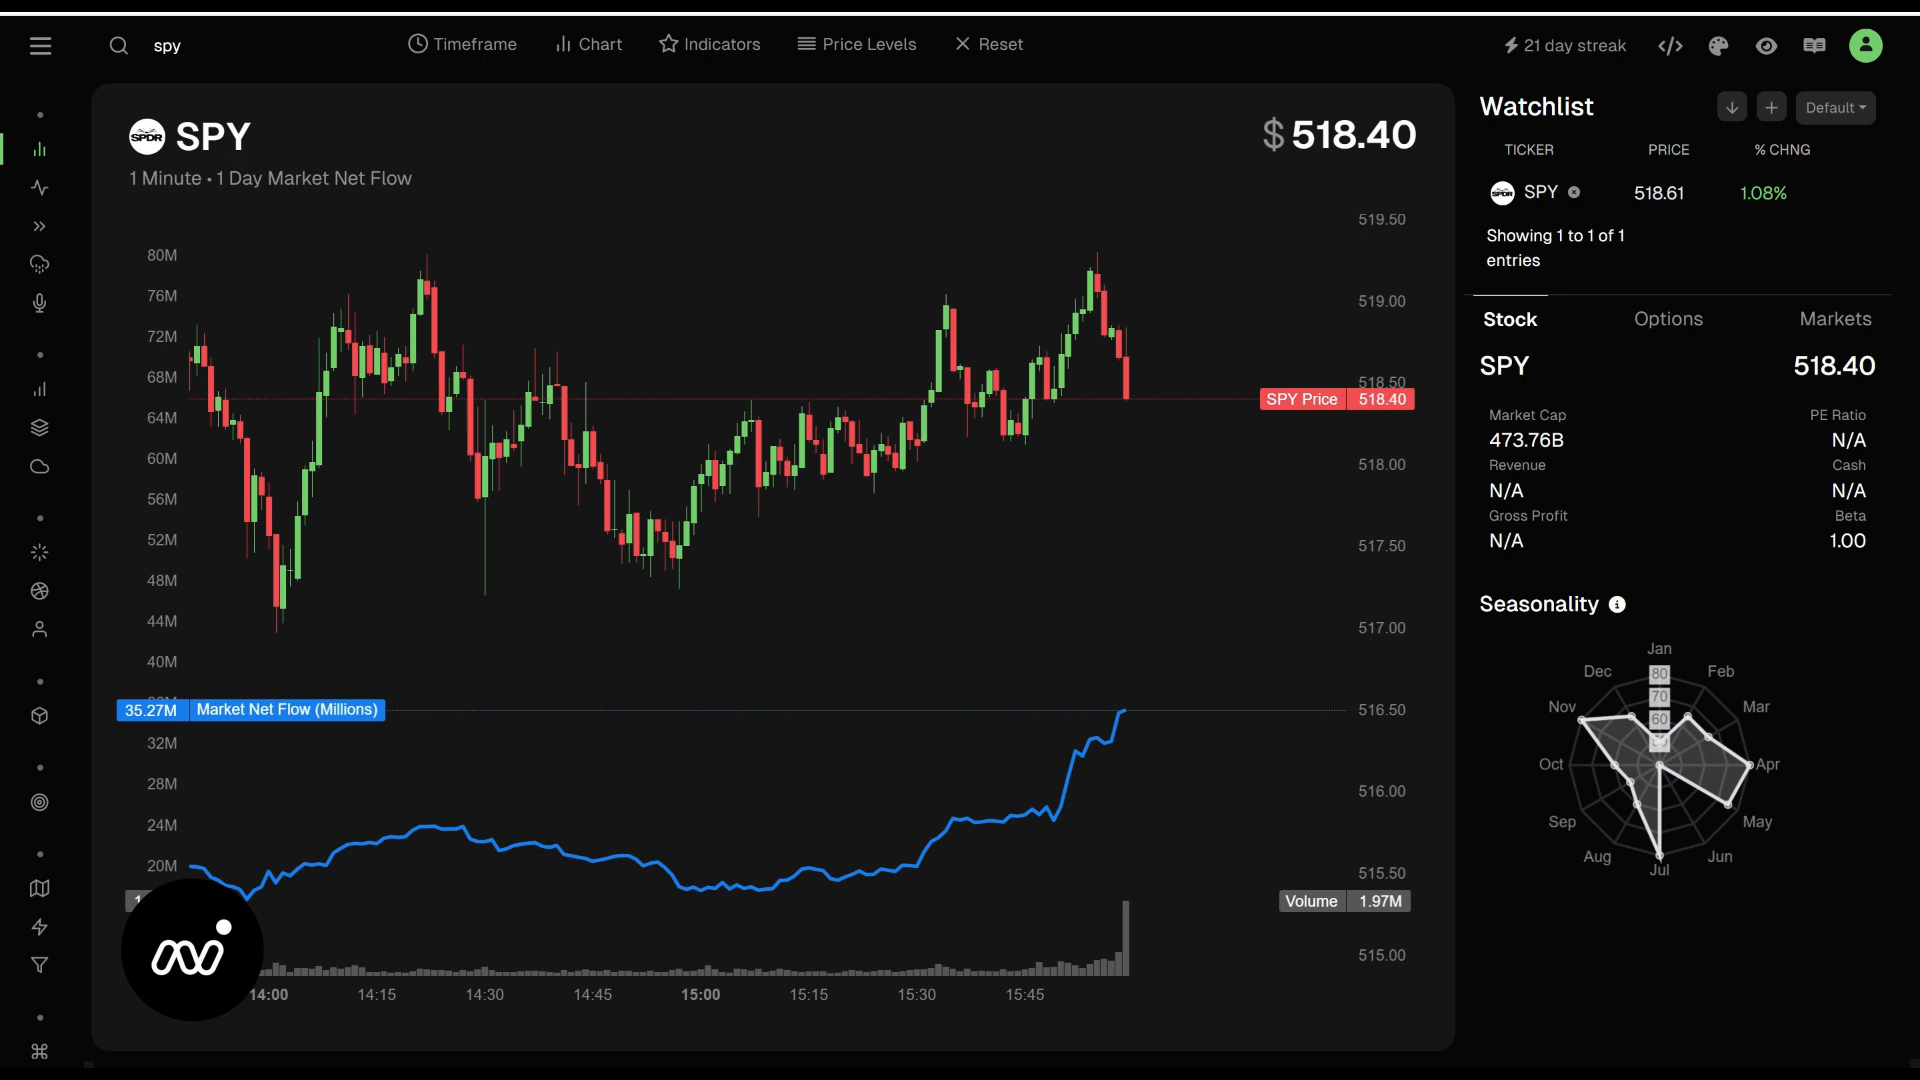 spy
Timeframe
Chart
Indicators
Price Levels
Reset
21 day streak
SPDR
SPY
$518.40
1 Minute • 1 Day Market Net Flow
80M
76M
72M
68M
64M
60M
56M
52M
48M
44M
40M
35.27M Market Net Flow (Millions)
32M
28M
24M
20M
519.50
519.00
518.50
SPY Price 518.40
518.00
517.50
517.00
516.50
516.00
515.50
Volume 1.97M
515.00
14:00
14:15
14:30
14:45
15:00
15:15
15:30
15:45
Watchlist
Default
TICKER PRICE % CHNG
SPDR SPY 518.61 1.08%
Showing 1 to 1 of 1
entries
Stock Options Markets
SPY 518.40
Market Cap PE Ratio
473.76B N/A
Revenue Cash
N/A N/A
Gross Profit Beta
N/A 1.00
Seasonality
Jan
Feb
Mar
Apr
May
Jun
Jul
Aug
Sep
Oct
Nov
Dec
80
70
60